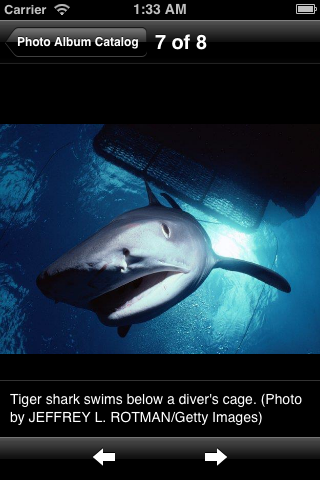 Carrier 1:33 AM
Photo Album Catalog 7 of 8
Tiger shark swims below a diver's cage. (Photo
by JEFFREY L. ROTMAN/Getty Images)